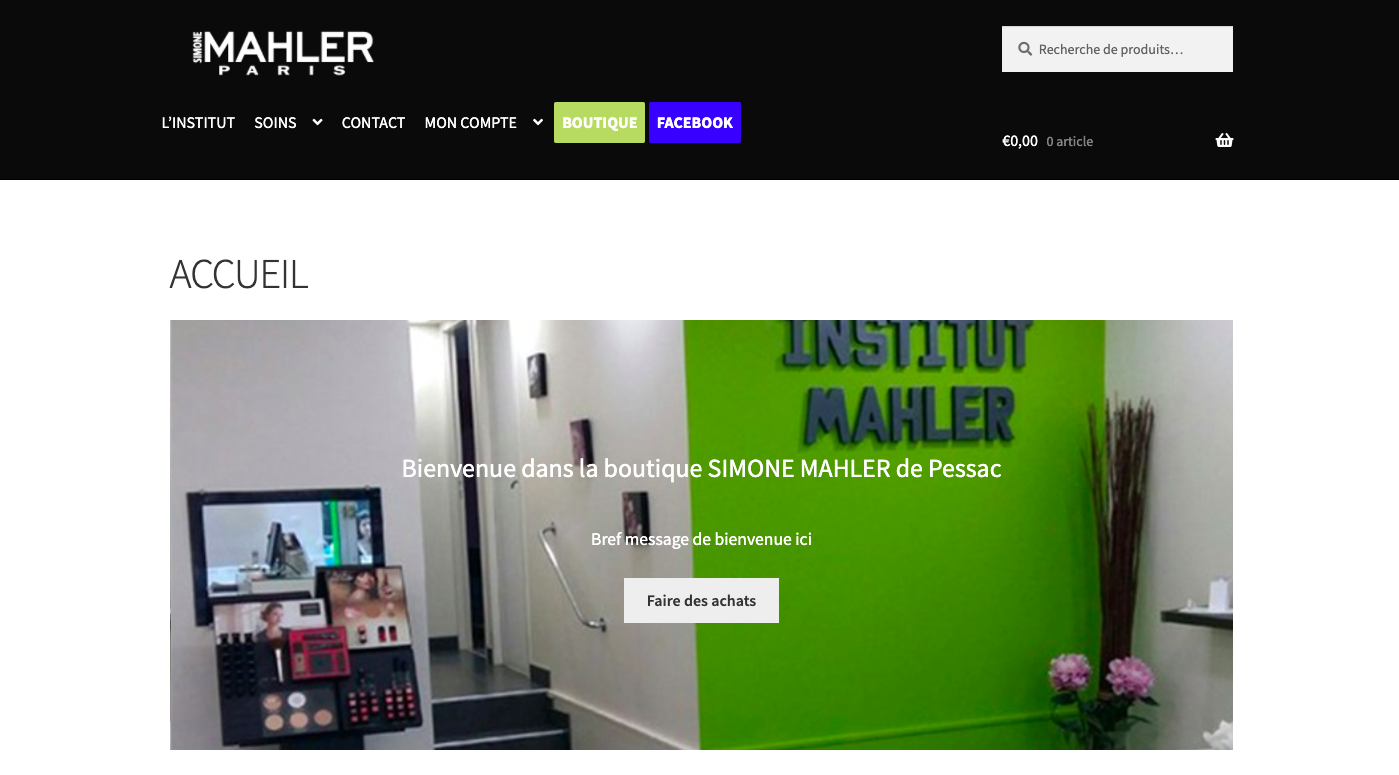 SIMONE MAHLER
PARIS
Recherche de produits…
L'INSTITUT SOINS CONTACT MON COMPTE BOUTIQUE FACEBOOK
€0,00 0 article
ACCUEIL
INSTITUT
MAHLER
Bienvenue dans la boutique SIMONE MAHLER de Pessac
Bref message de bienvenue ici
Faire des achats